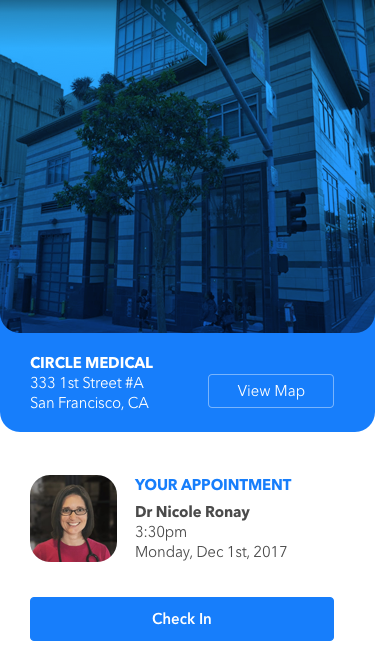 1st Street
CIRCLE MEDICAL
333 1st Street #A
San Francisco, CA
View Map
YOUR APPOINTMENT
Dr Nicole Ronay
3:30pm
Monday, Dec 1st, 2017
Check In